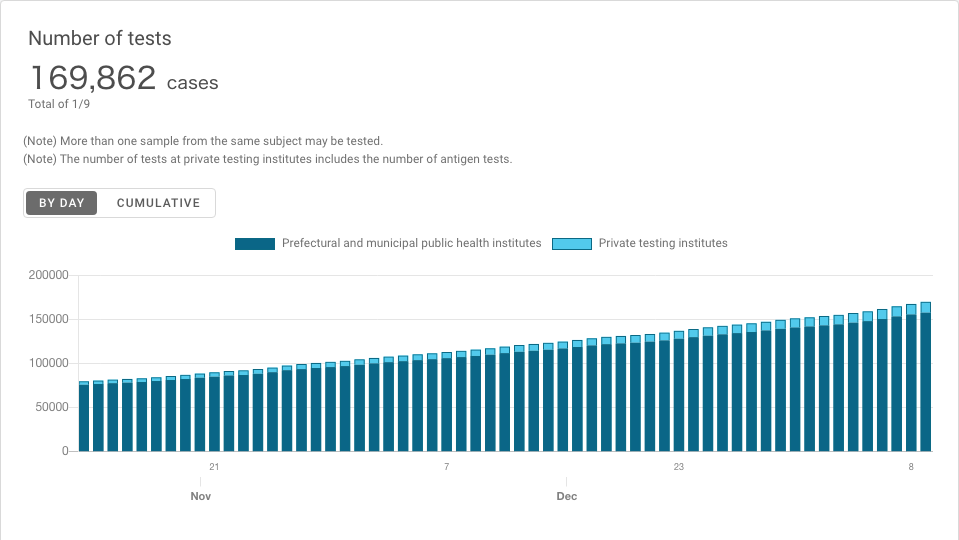 Number of tests
169,862 cases
Total of 1/9
(Note) More than one sample from the same subject may be tested.
(Note) The number of tests at private testing institutes includes the number of antigen tests.
BY DAY CUMULATIVE
Prefectural and municipal public health institutes Private testing institutes
200000
150000
100000
50000
0
21 7 23 8
Nov Dec